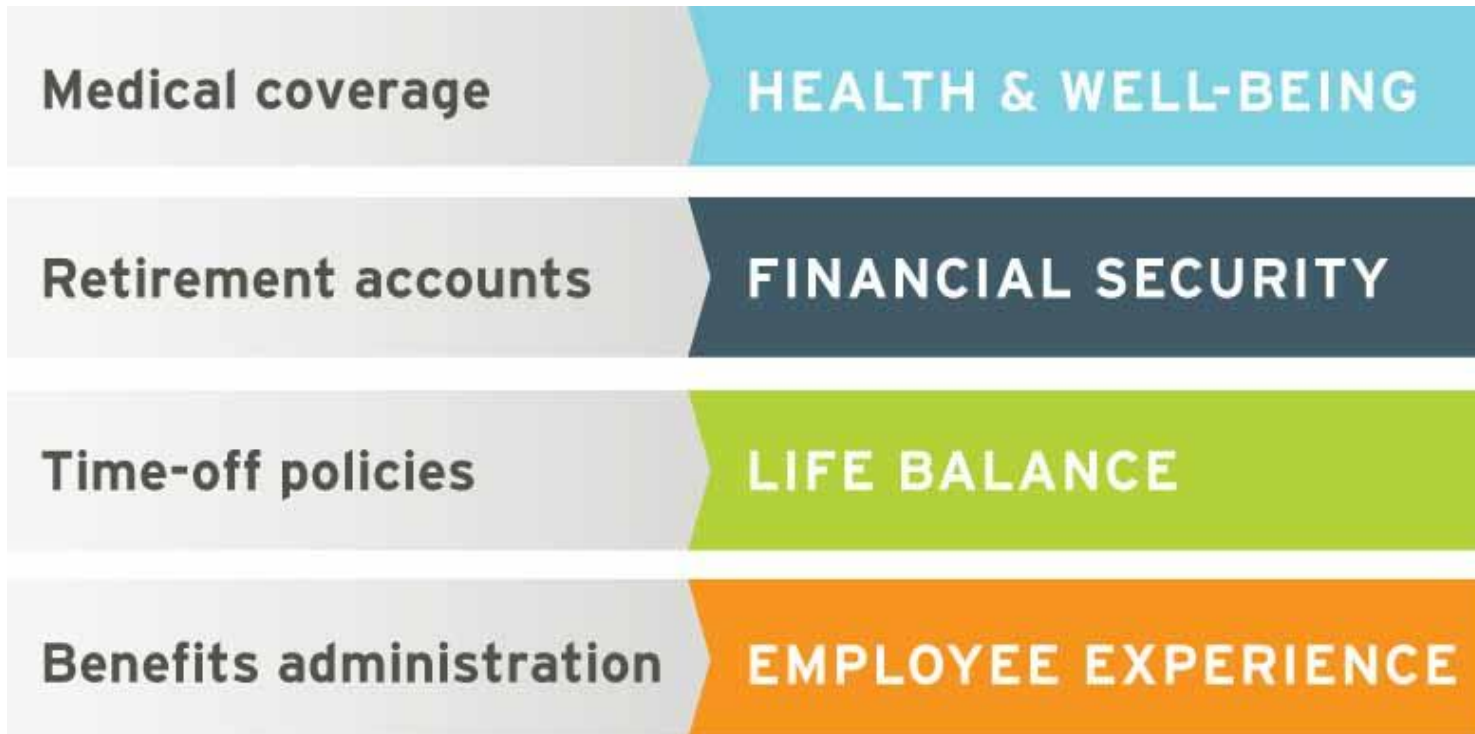 Medical coverage
HEALTH & WELL-BEING
Retirement accounts
FINANCIAL SECURITY
Time-off policies
LIFE BALANCE
Benefits administration
EMPLOYEE EXPERIENCE